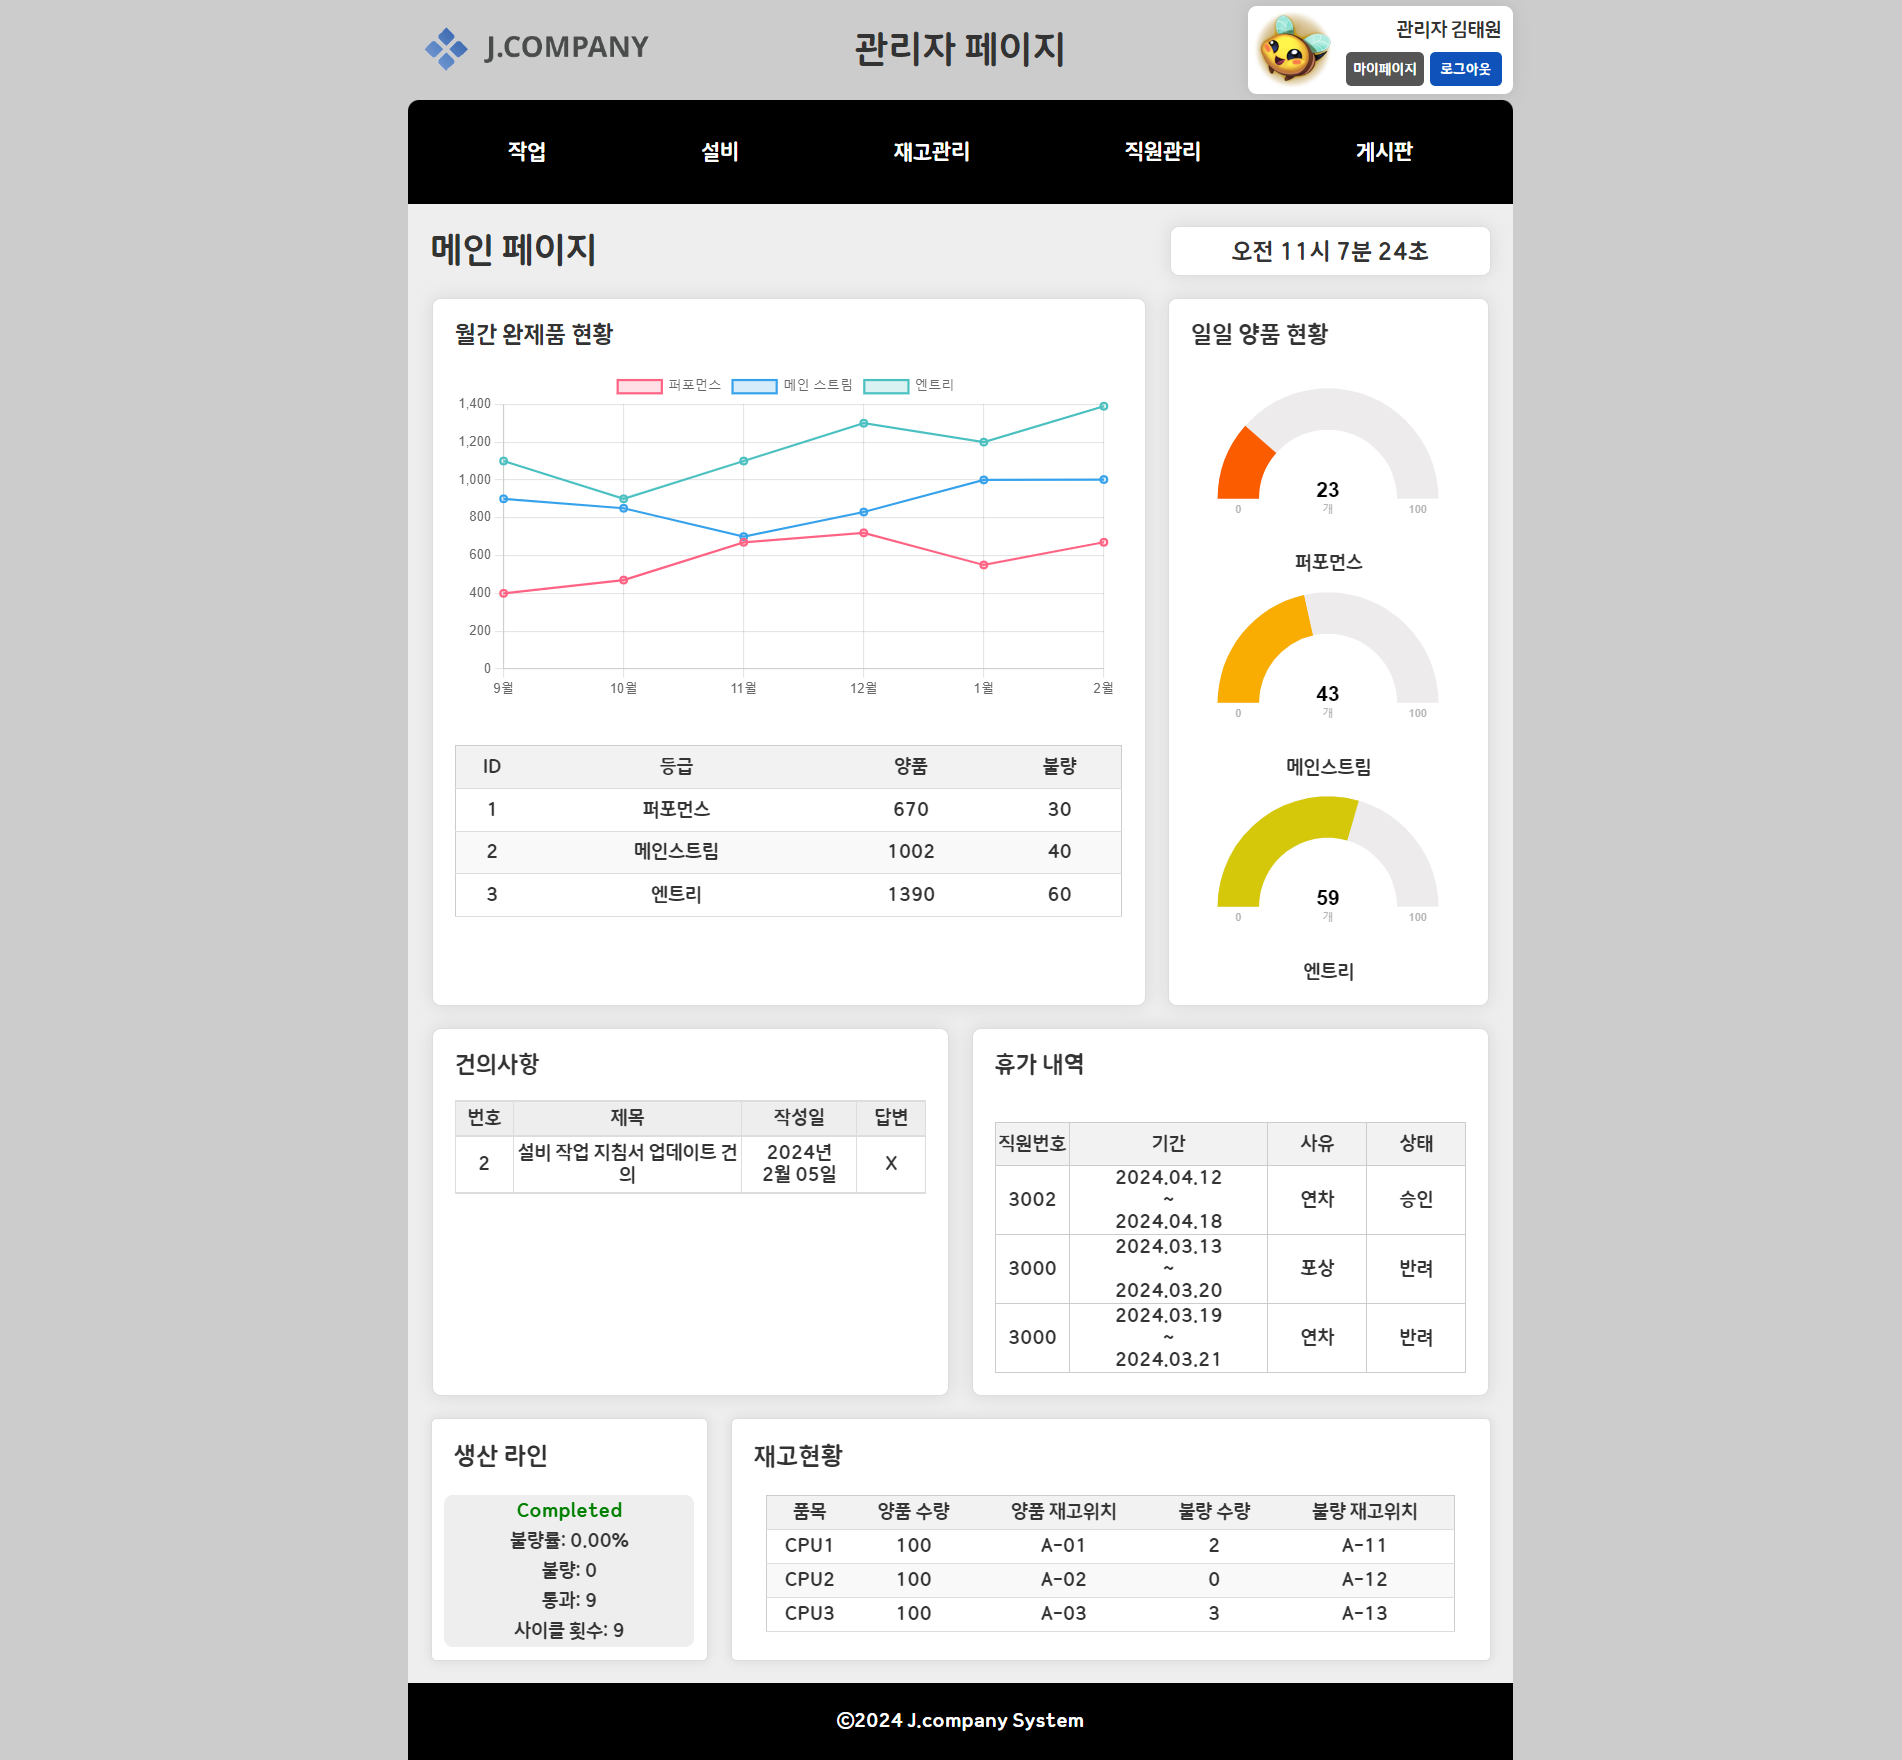 J.COMPANY
관리자 페이지
관리자 김태원
마이페이지 로그아웃
작업 설비 재고관리 직원관리 게시판
메인 페이지
오전 11시 7분 24초
월간 완제품 현황
퍼포먼스 메인 스트림 엔트리
1,400
1,200
1,000
800
600
400
200
0
9월 10월 11월 12월 1월 2월
ID 등급 양품 불량
1 퍼포먼스 670 30
2 메인스트림 1002 40
3 엔트리 1390 60
일일 양품 현황
23
0 개 100
퍼포먼스
43
0 개 100
메인스트림
59
0 개 100
엔트리
건의사항
번호 제목 작성일 답변
2 설비 작업 지침서 업데이트 건 2024년 X
의 2월 05일
휴가 내역
직원번호 기간 사유 상태
2024.04.12
3002 ~ 연차 승인
2024.04.18
2024.03.13
3000 ~ 포상 반려
2024.03.20
2024.03.19
3000 ~ 연차 반려
2024.03.21
생산 라인
Completed
불량률: 0.00%
불량: 0
통과: 9
사이클 횟수: 9
재고현황
품목 양품 수량 양품 재고위치 불량 수량 불량 재고위치
CPU1 100 A-01 2 A-11
CPU2 100 A-02 0 A-12
CPU3 100 A-03 3 A-13
©2024 J.company System